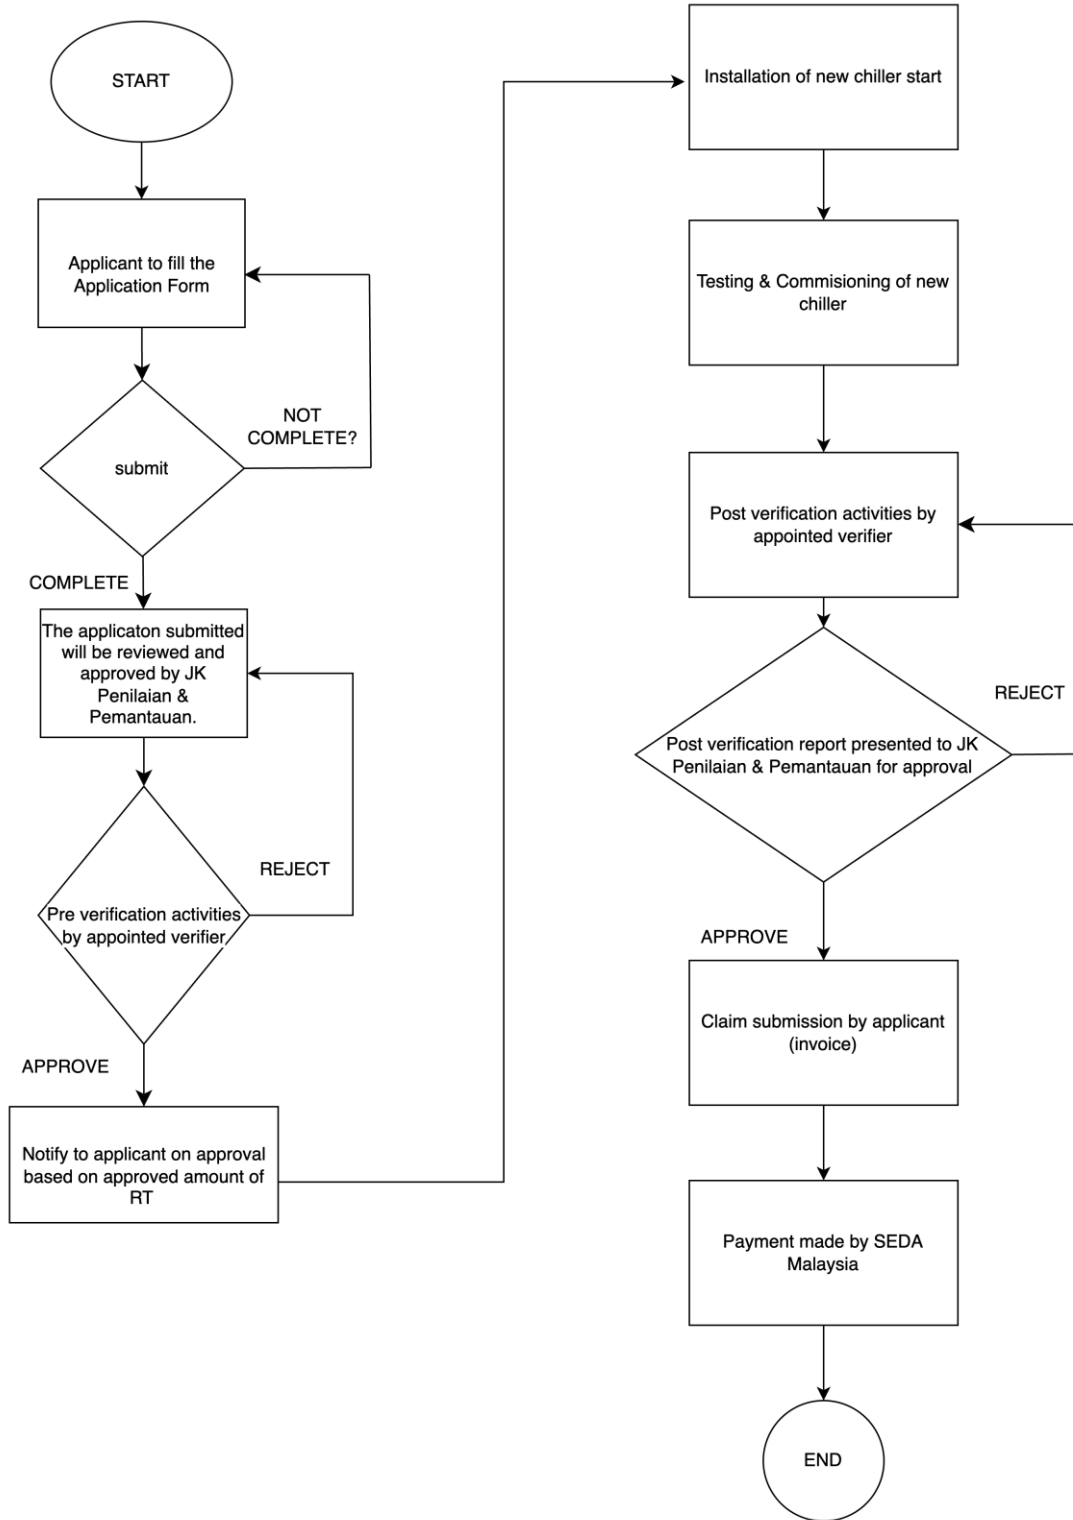 START
Applicant to fill the
Application Form
NOT
COMPLETE?
submit
COMPLETE
The applicaton submitted
will be reviewed and
approved by JK
Penilaian &
Pemantauan.
REJECT
Pre verification activities
by appointed verifier
APPROVE
Notify to applicant on approval
based on approved amount of
RT
Installation of new chiller start
Testing & Commisioning of new
chiller
Post verification activities by
appointed verifier
REJECT
Post verification report presented to JK
Penilaian & Pemantauan for approval
APPROVE
Claim submission by applicant
(invoice)
Payment made by SEDA
Malaysia
END